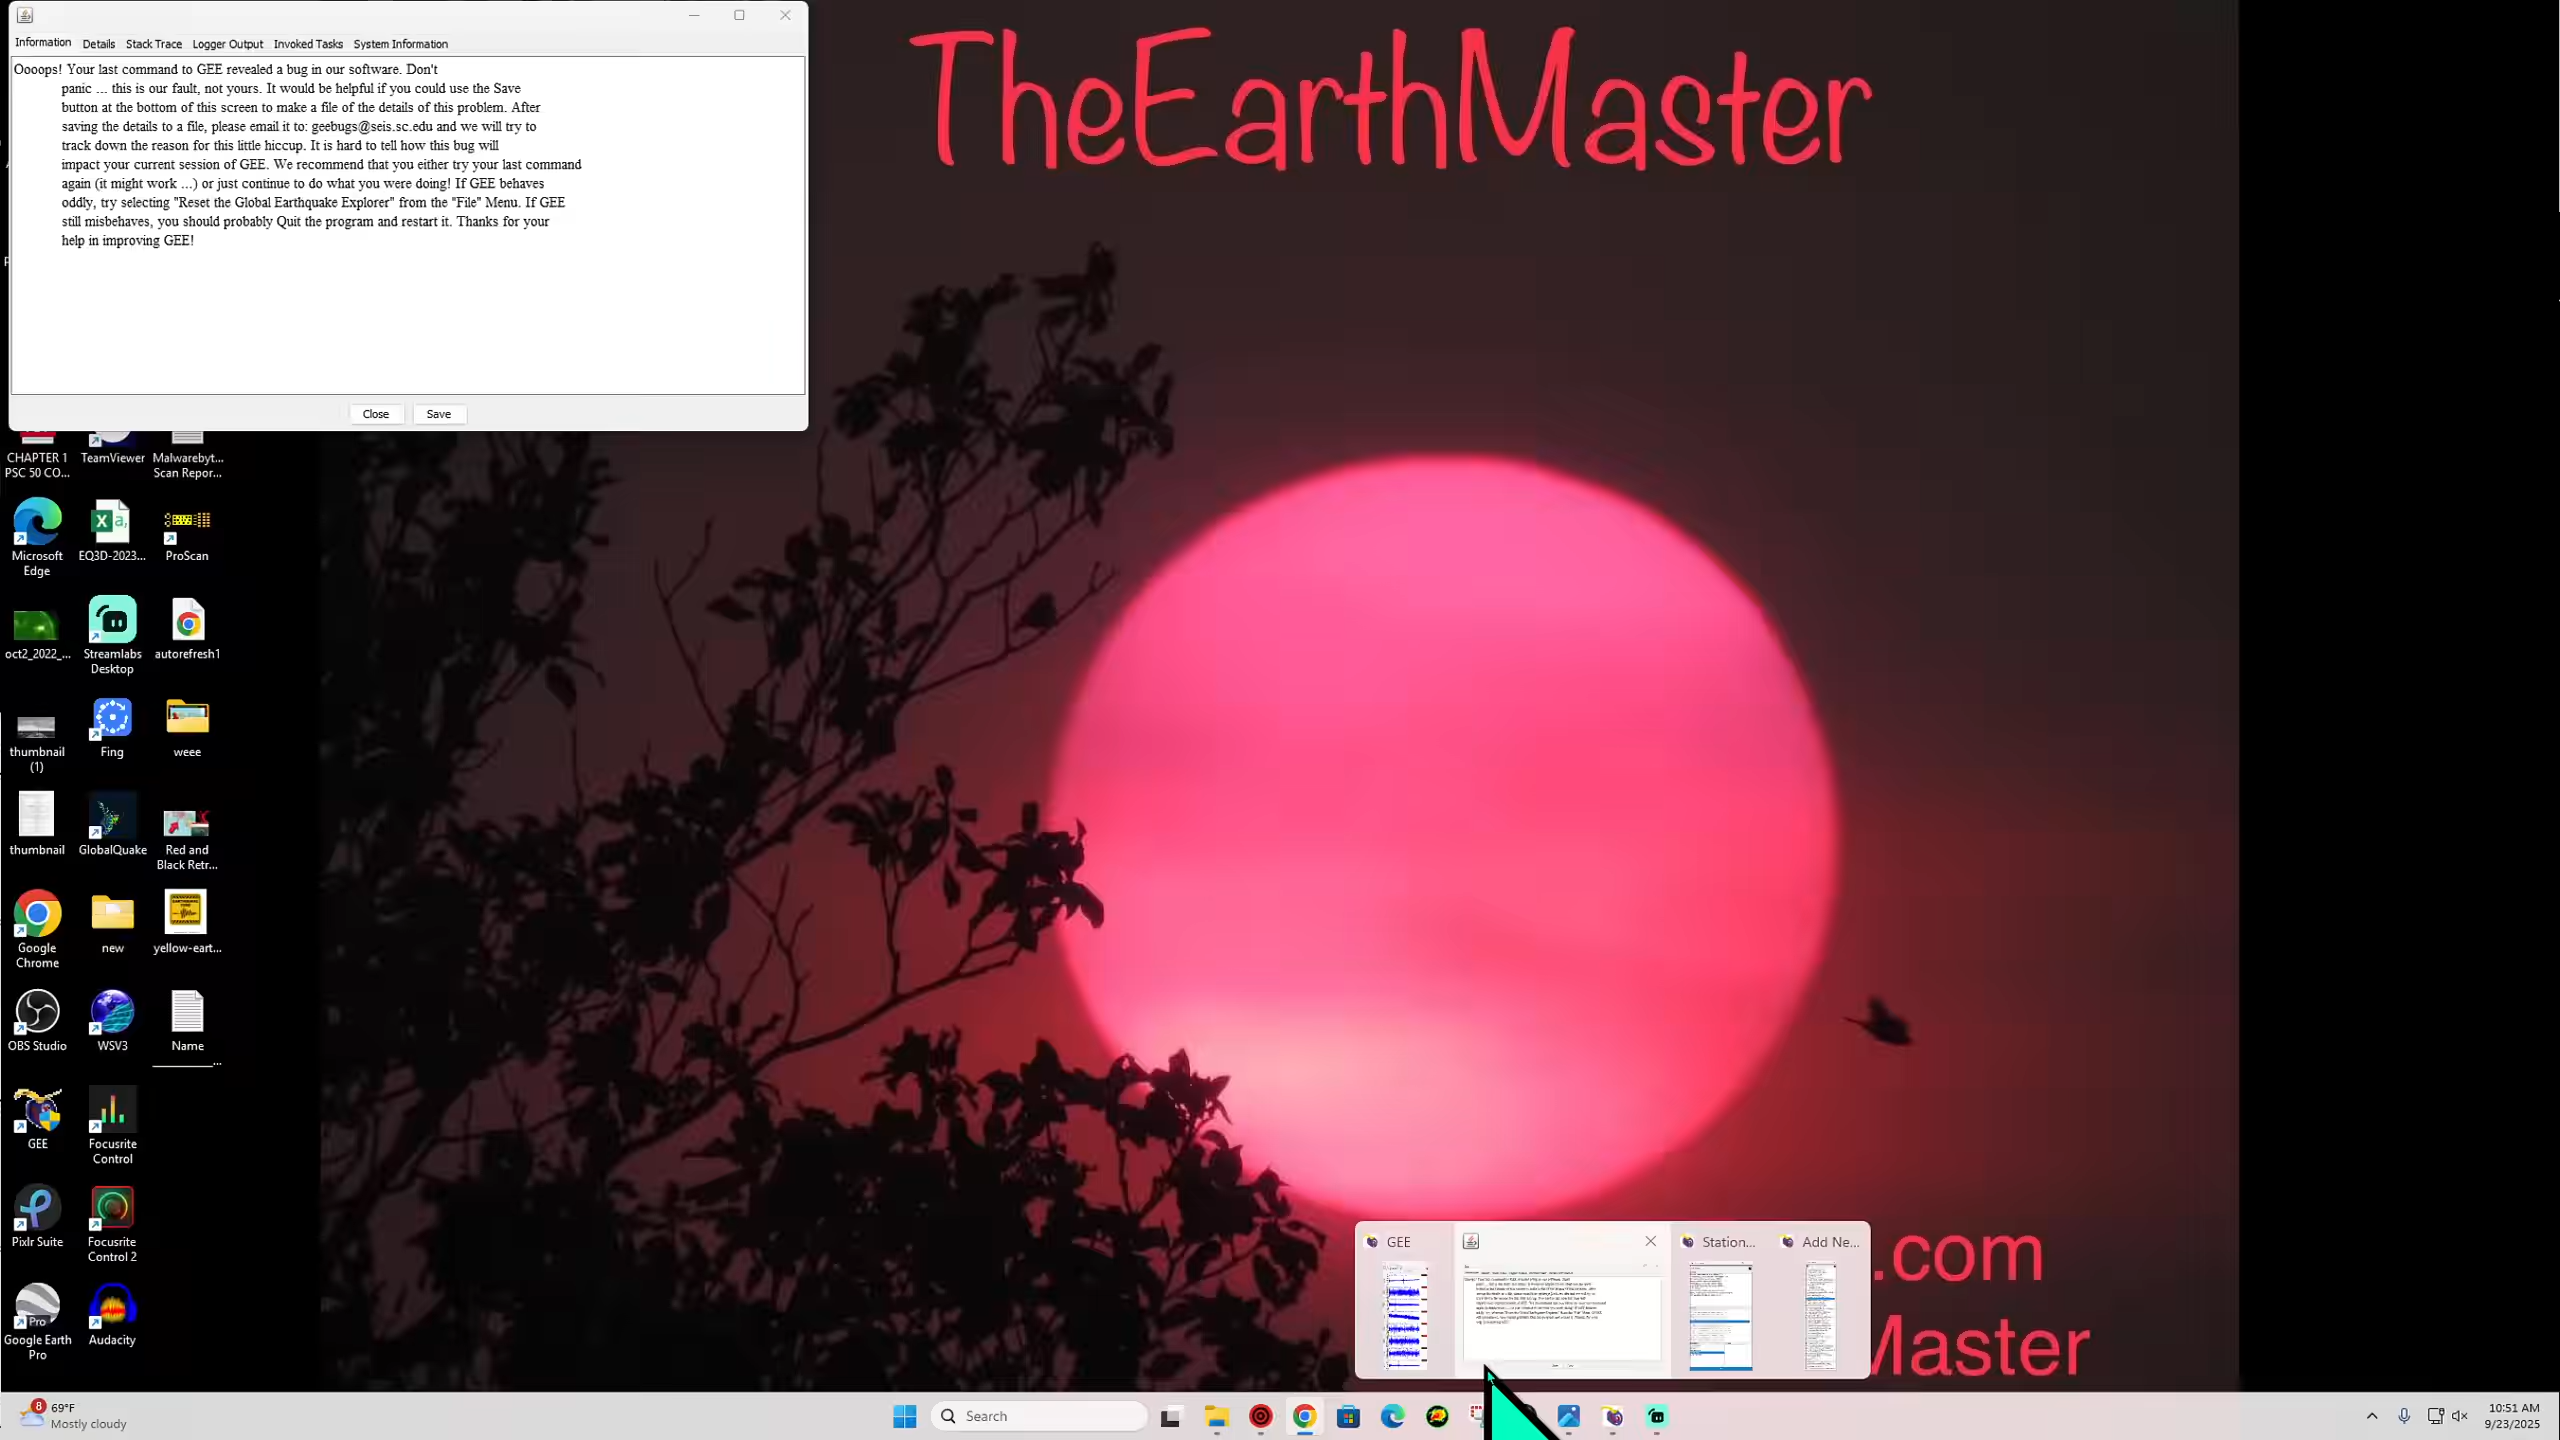 TheEarthMaster
Information
Details
Stack Trace
Logger Output
Invoked Tasks
System Information
Oooops! Your last command to GEE revealed a bug in our software. Don't
panic ... this is our fault, not yours. It would be helpful if you could use the Save
button at the bottom of this screen to make a file of the details of this problem. After
saving the details to a file, please email it to: geebugs@seis.sc.edu and we will try to
track down the reason for this little hiccup. It is hard to tell how this bug will
impact your current session of GEE. We recommend that you either try your last command
again (it might work ...) or just continue to do what you were doing! If GEE behaves
oddly, try selecting "Reset the Global Earthquake Explorer" from the "File" Menu. If GEE
still misbehaves, you should probably Quit the program and restart it. Thanks for your
help in improving GEE!
Close
Save
CHAPTER 1
PSC 50 CO...
TeamViewer
Malwarebyt...
Scan Repor...
Microsoft
Edge
EQ3D-2023...
ProScan
oct2_2022_...
Streamlabs
Desktop
autorefresh1
thumbnail
(1)
Fing
weee
thumbnail
GlobalQuake
Red and
Black Retr...
Google
Chrome
new
yellow-eart...
OBS Studio
WSV3
Name
GEE
Focusrite
Control
Pixlr Suite
Focusrite
Control 2
Google Earth
Pro
Audacity
GEE
Station...
Add Ne...
.com
Master
8
69°F
Mostly cloudy
Search
10:51 AM
9/23/2025